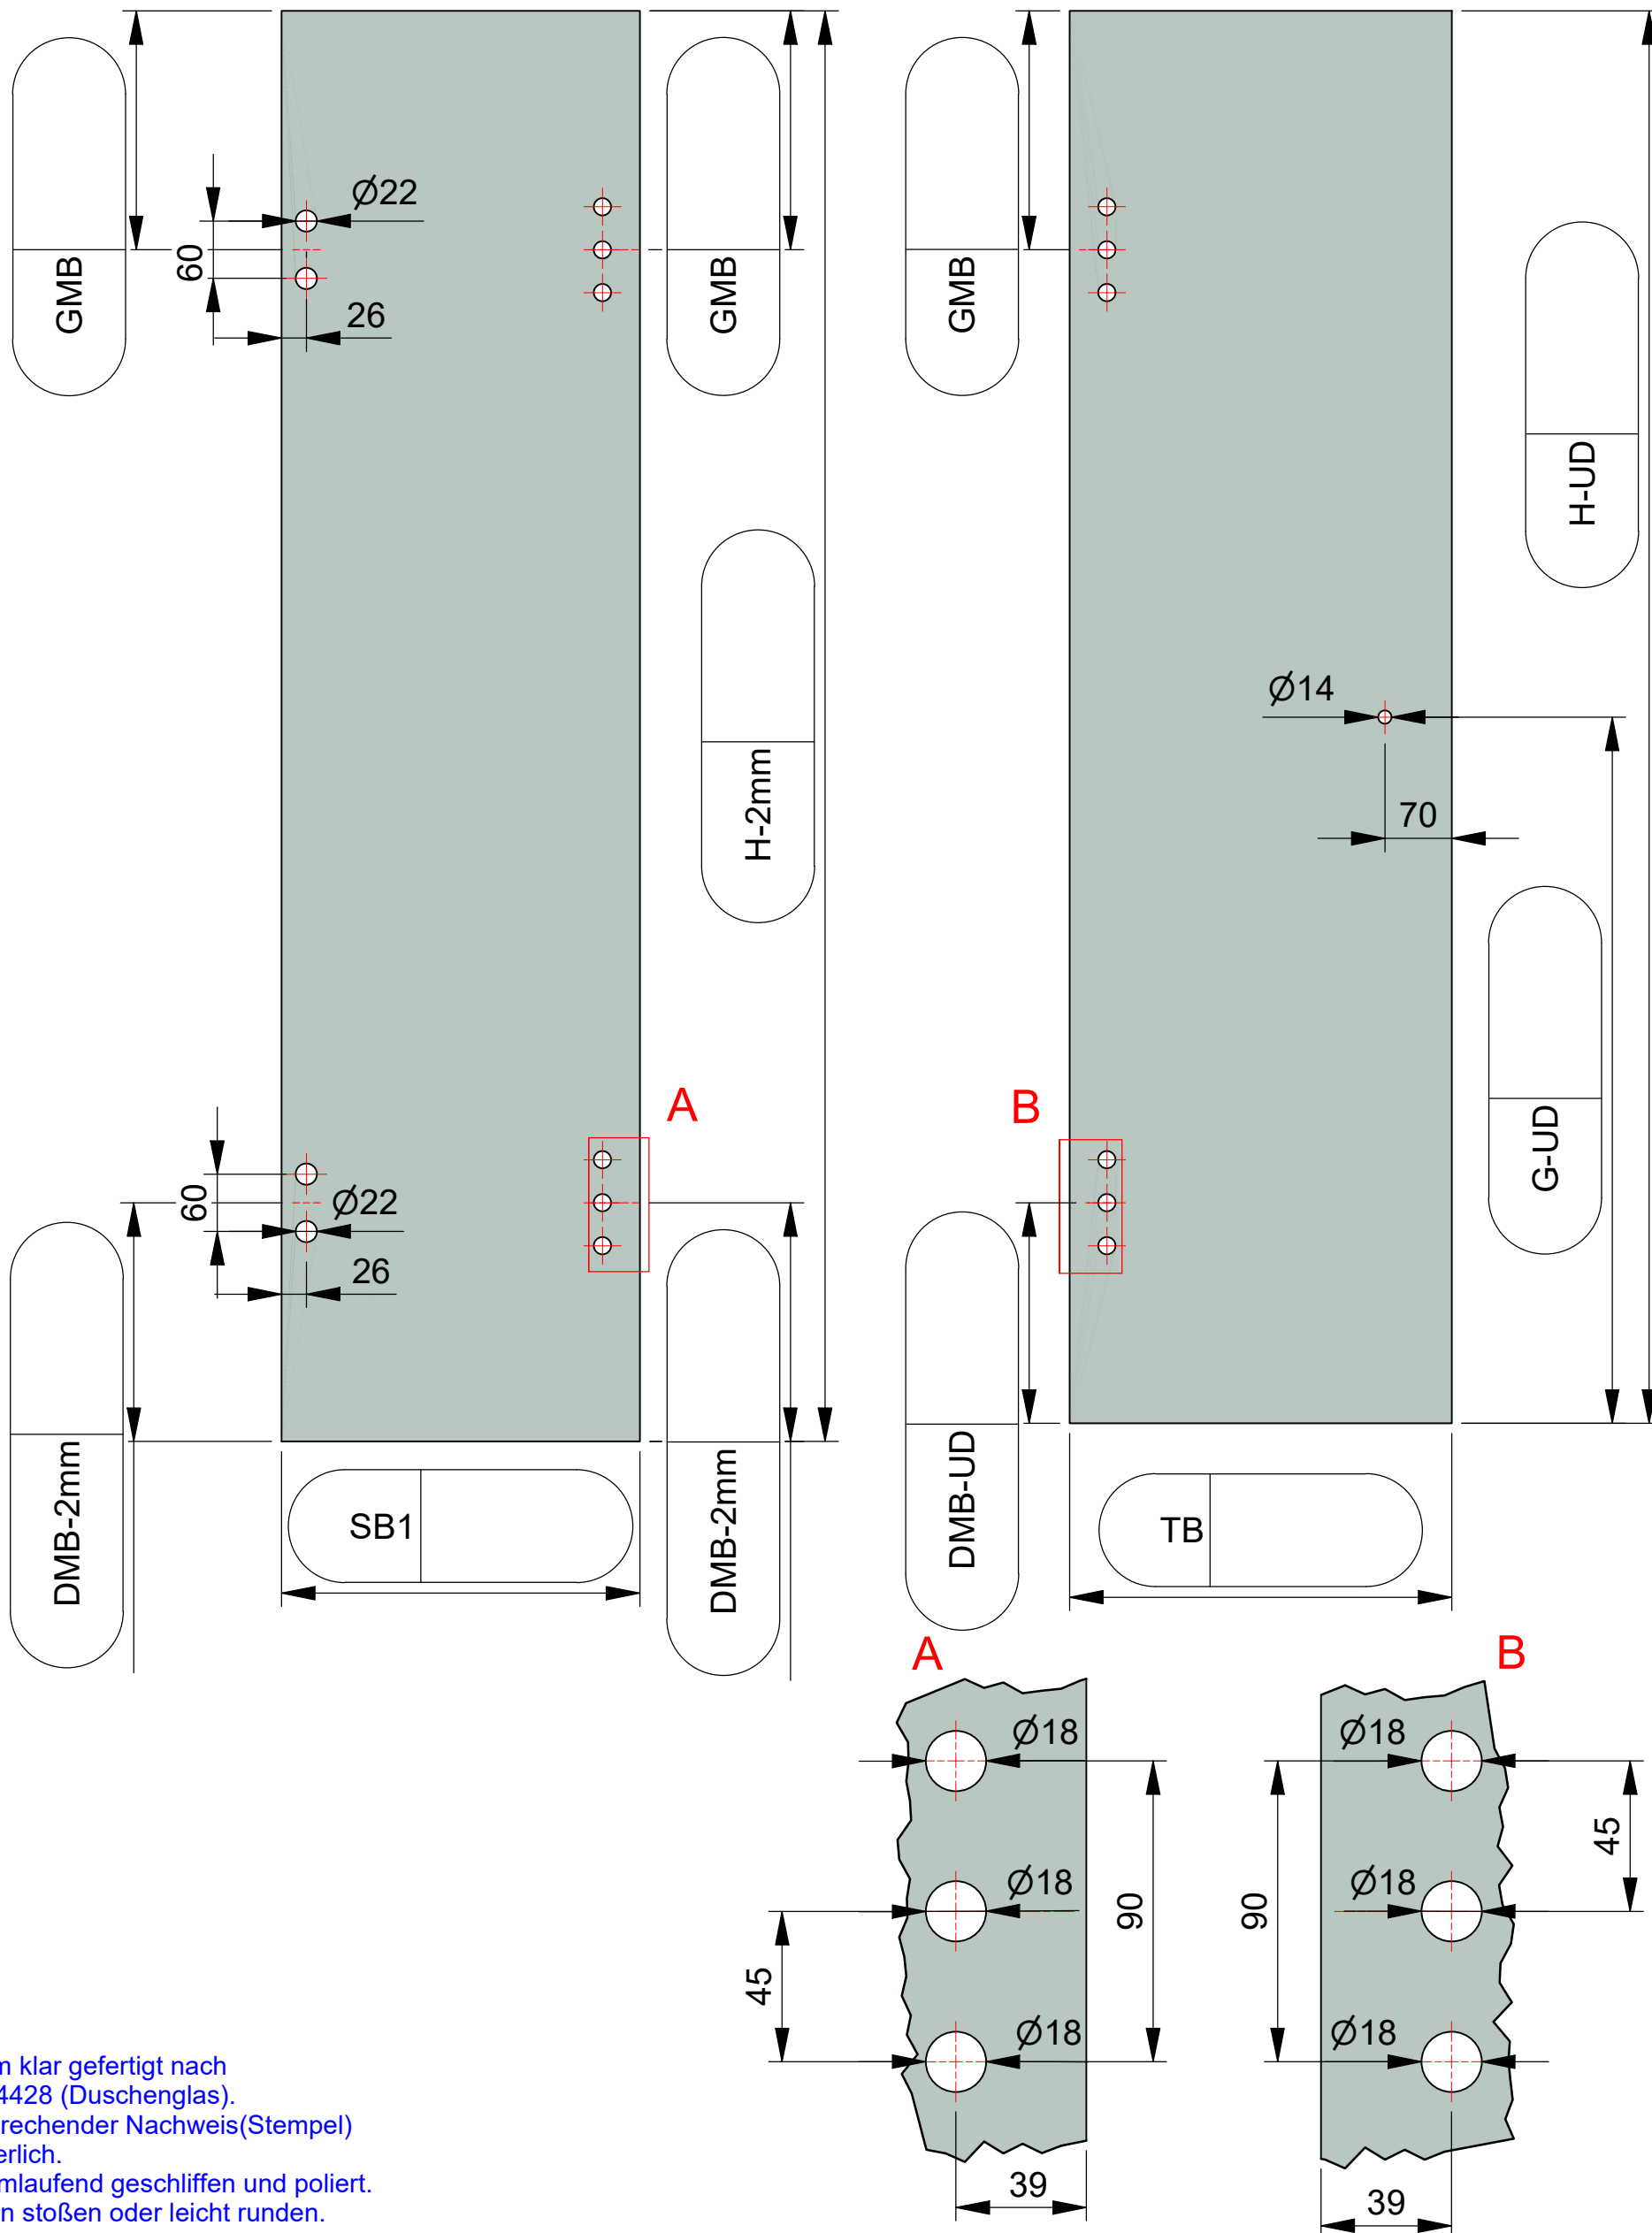 GMB
Ø22
60
26
GMB
GMB
H-UD
H-2mm
Ø14
70
A
B
G-UD
60
Ø22
26
DMB-2mm
SB1
DMB-2mm
DMB-UD
TB
A
B
Ø18
Ø18
45
Ø18
Ø18
90
90
45
Ø18
Ø18
39
39
klar gefertigt nach
4428 (Duschenglas).
rechender Nachweis(Stempel)
erlich.
mlaufend geschliffen und poliert.
n stoßen oder leicht runden.